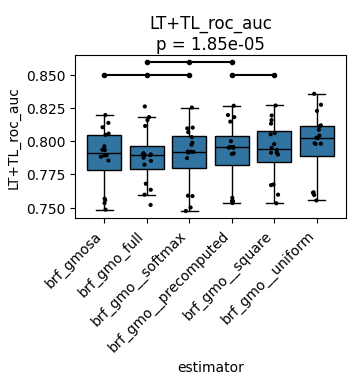 LT+TL_roc_auc
p = 1.85e-05
LT+TL_roc_auc
0.850
0.825
0.800
0.775
0.750
brf_gmosa
brf_gmo_full
brf_gmo__softmax
brf_gmo__precomputed
brf_gmo__square
brf_gmo__uniform
estimator